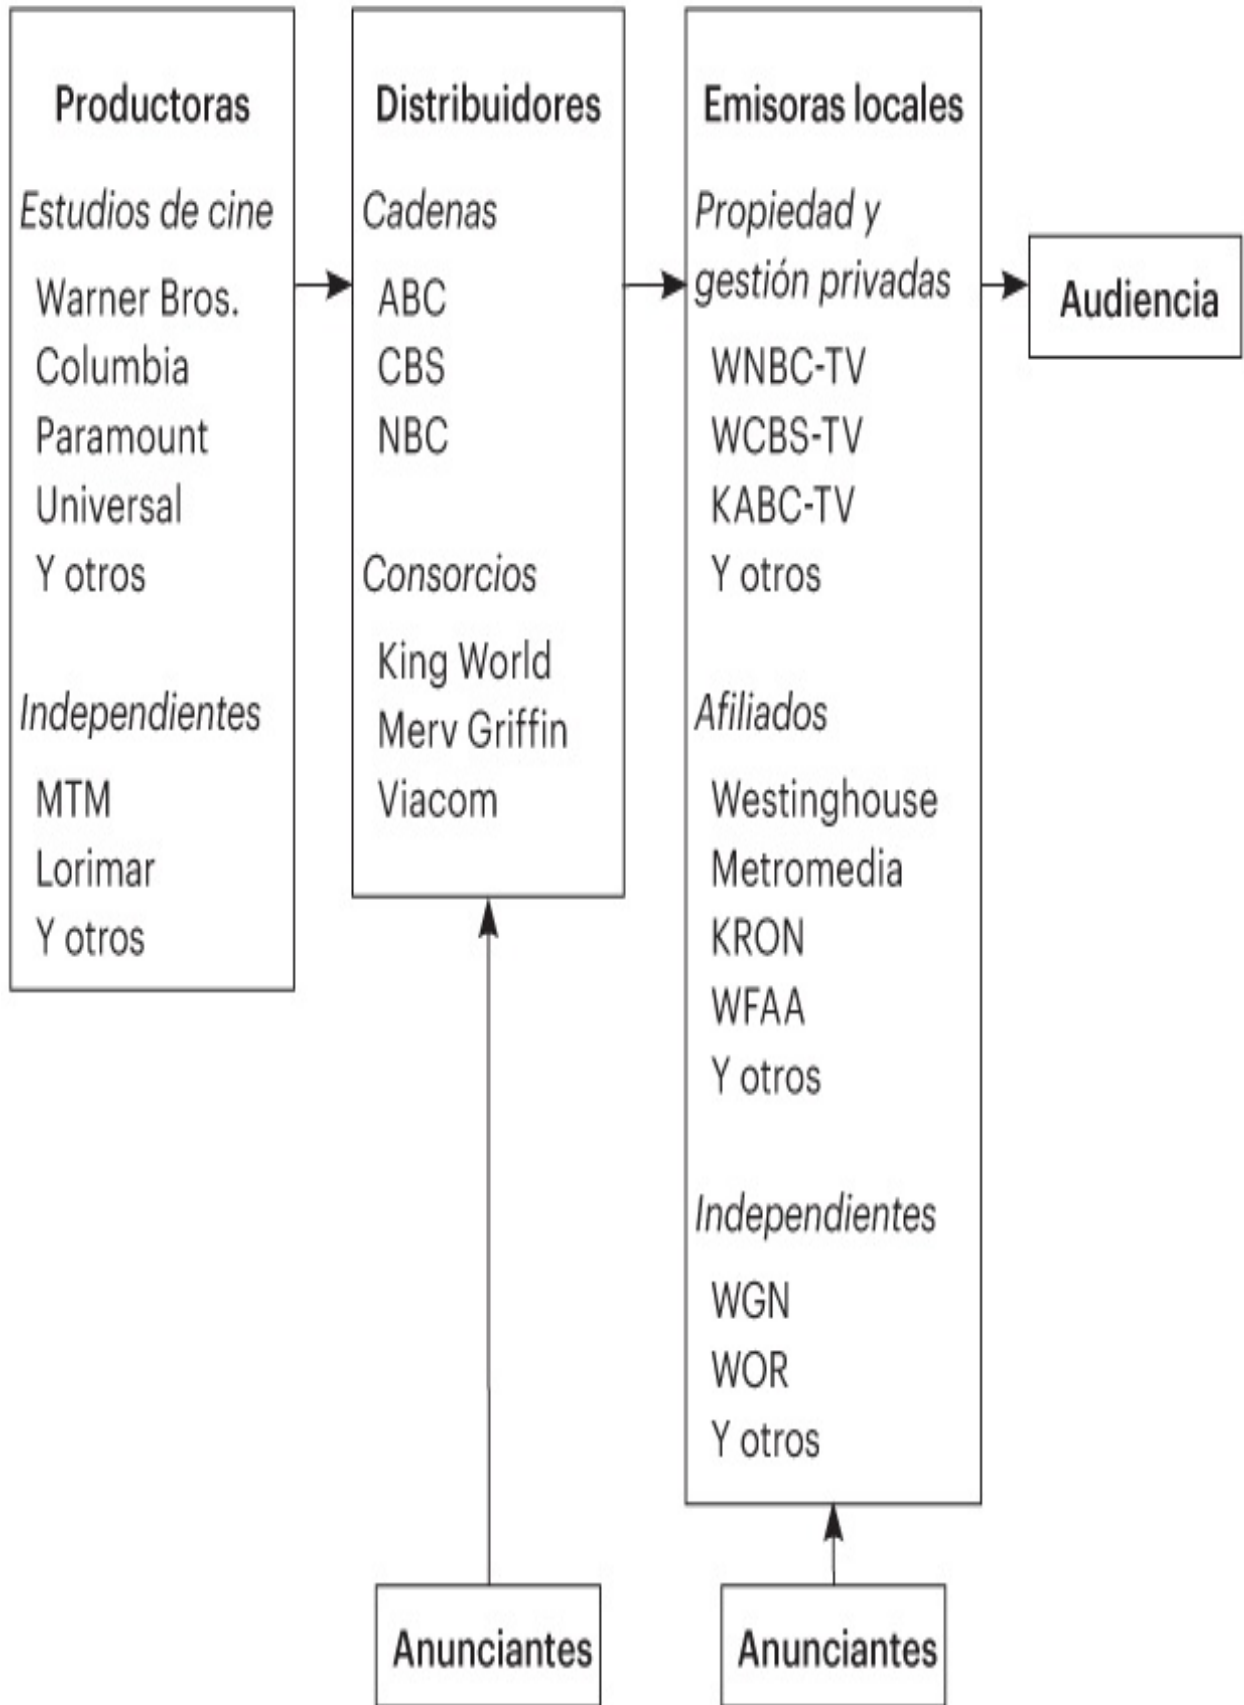 Productoras
Estudios de cine
Warner Bros.
Columbia
Paramount
Universal
Y otros
Independientes
MTM
Lorimar
Y otros
Distribuidores
Cadenas
ABC
CBS
NBC
Consorcios
King World
Merv Griffin
Viacom
Emisoras locales
Propiedad y
gestión privadas
WNBC-TV
WCBS-TV
KABC-TV
Y otros
Afiliados
Westinghouse
Metromedia
KRON
WFAA
Y otros
Independientes
WGN
WOR
Y otros
Audiencia
Anunciantes
Anunciantes